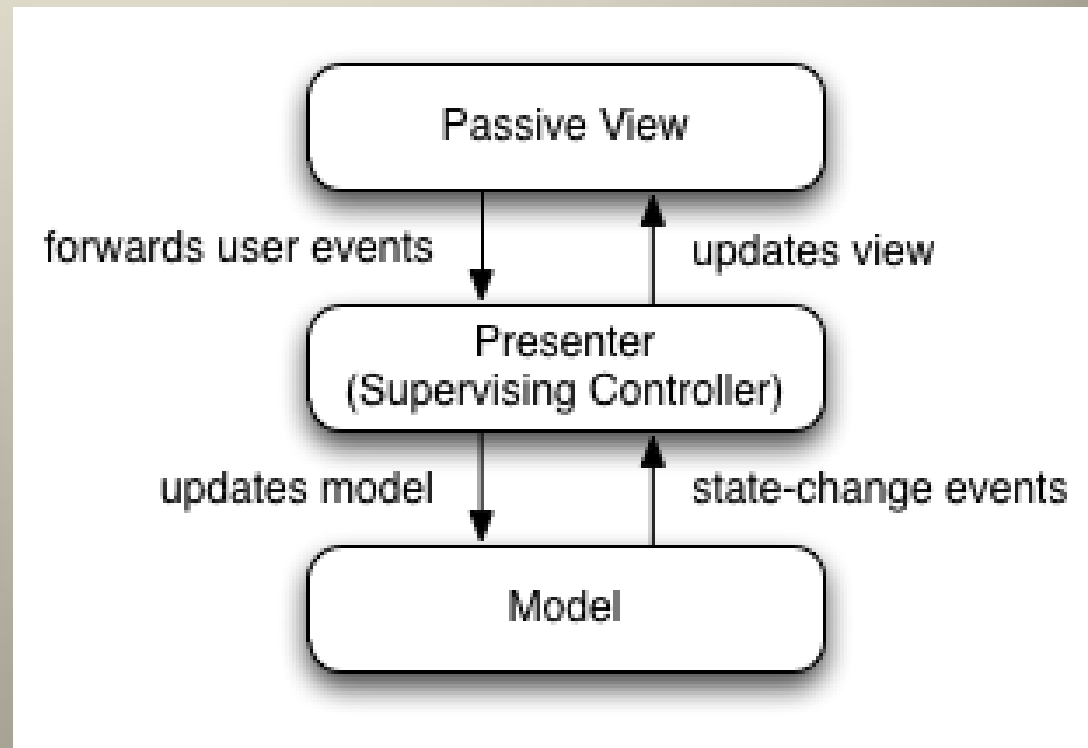 Passive View
forwards user events
updates view
Presenter
(Supervising Controller)
updates model
state-change events
Model